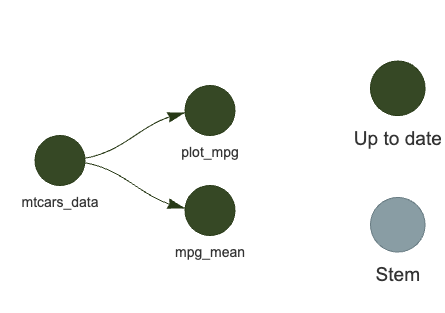 plot_mpg
mtcars_data
mpg_mean
Up to date
Stem